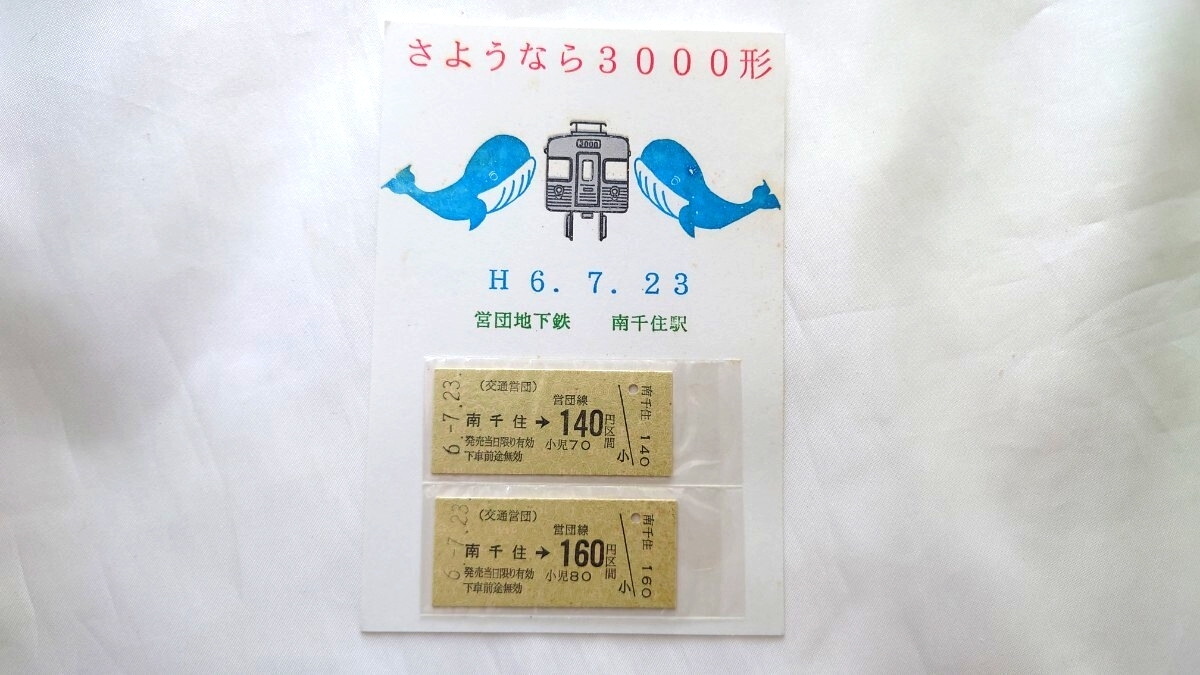 さようなら3000形
3000
H6.7.23
営団地下鉄　南千住駅
6.-7.23.
(交通営団)
営団線
南千住→140円区間
発売当日限り有効　小児70
下車前途無効
小
南千住　140
6.-7.23.
(交通営団)
営団線
南千住→160円区間
発売当日限り有効　小児80
下車前途無効
小
南千住　160